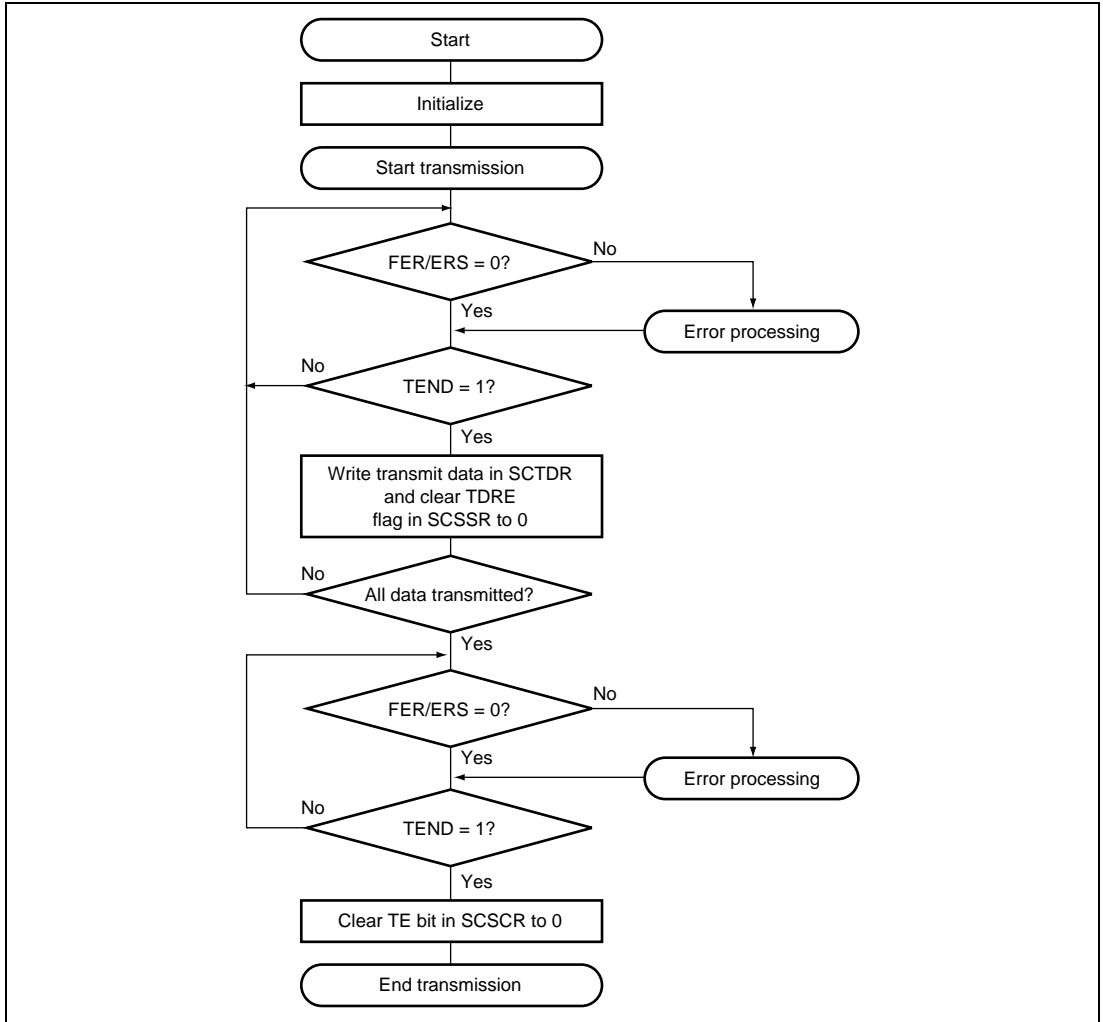 Start
Initialize
Start transmission
FER/ERS = 0?
No
Yes
Error processing
No
TEND = 1?
Yes
Write transmit data in SCTDR
and clear TDRE
flag in SCSSR to 0
No
All data transmitted?
Yes
FER/ERS = 0?
No
Yes
Error processing
No
TEND = 1?
Yes
Clear TE bit in SCSCR to 0
End transmission